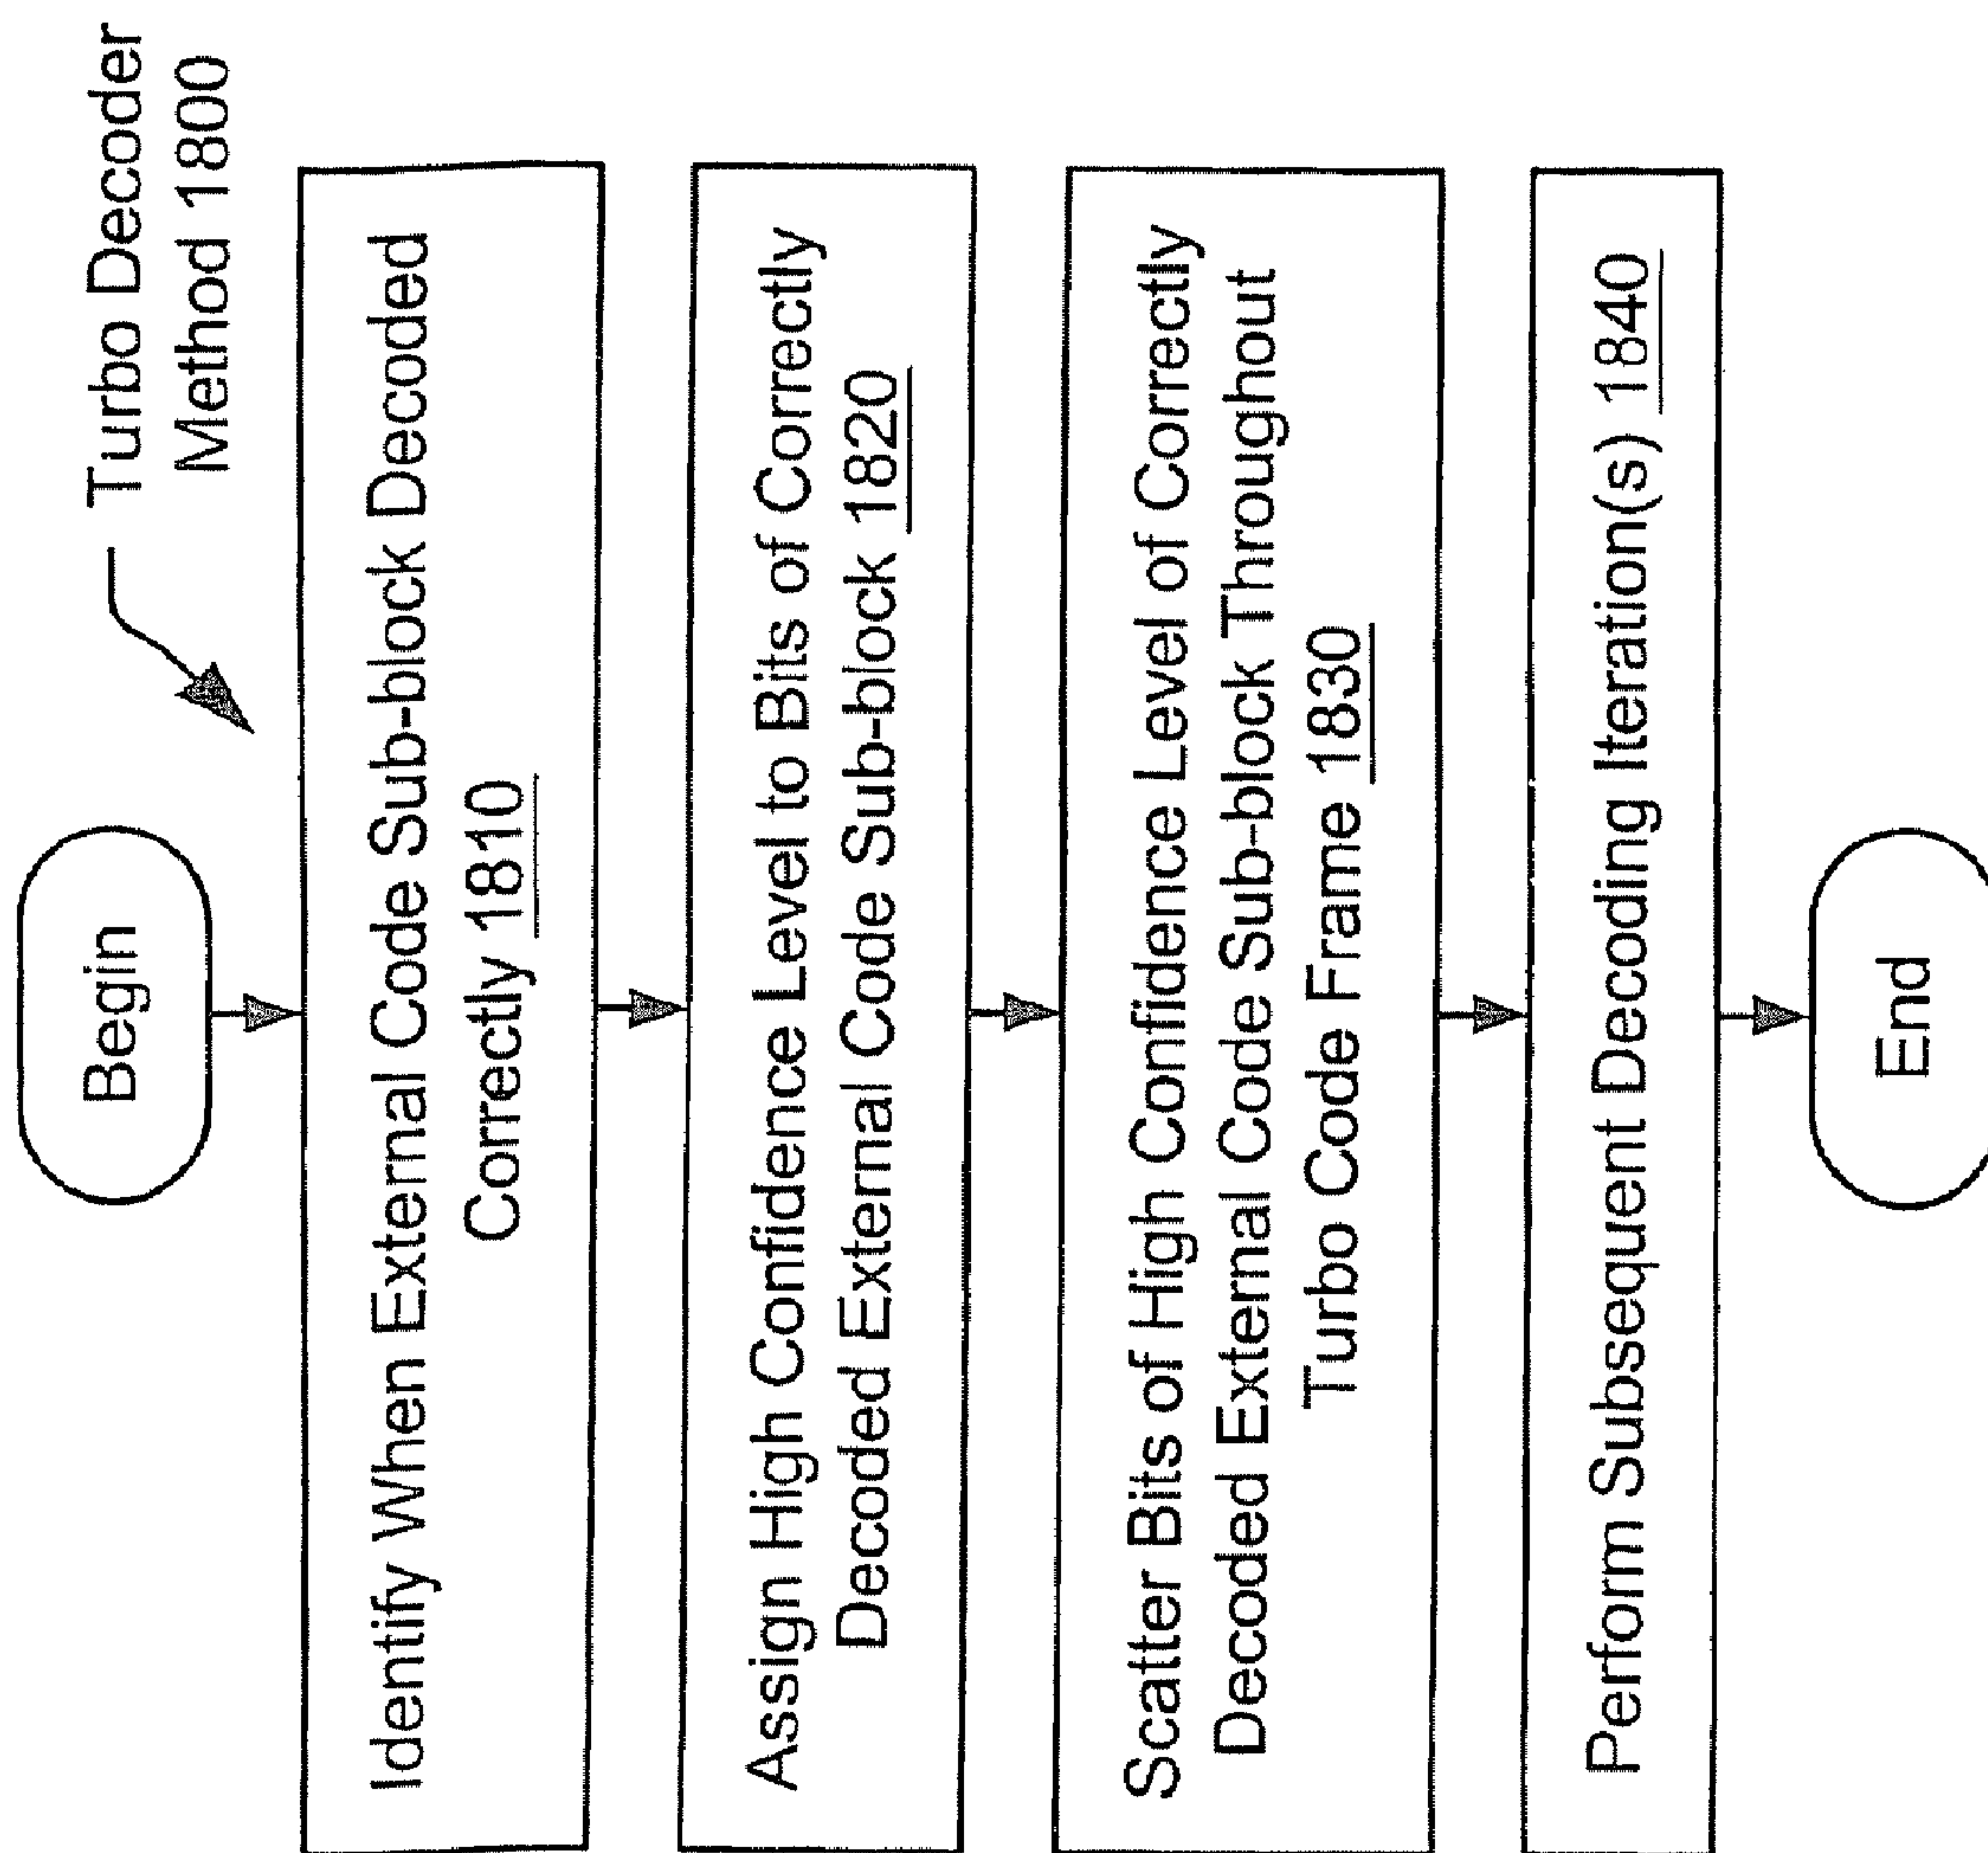 Turbo Decoder
Method 1800
Begin
Identify When External Code Sub-block Decoded
Correctly 1810
Assign High Confidence Level to Bits of Correctly
Decoded External Code Sub-block 1820
Scatter Bits of High Confidence Level of Correctly
Decoded External Code Sub-block Throughout
Turbo Code Frame 1830
Perform Subsequent Decoding Iteration(s) 1840
End